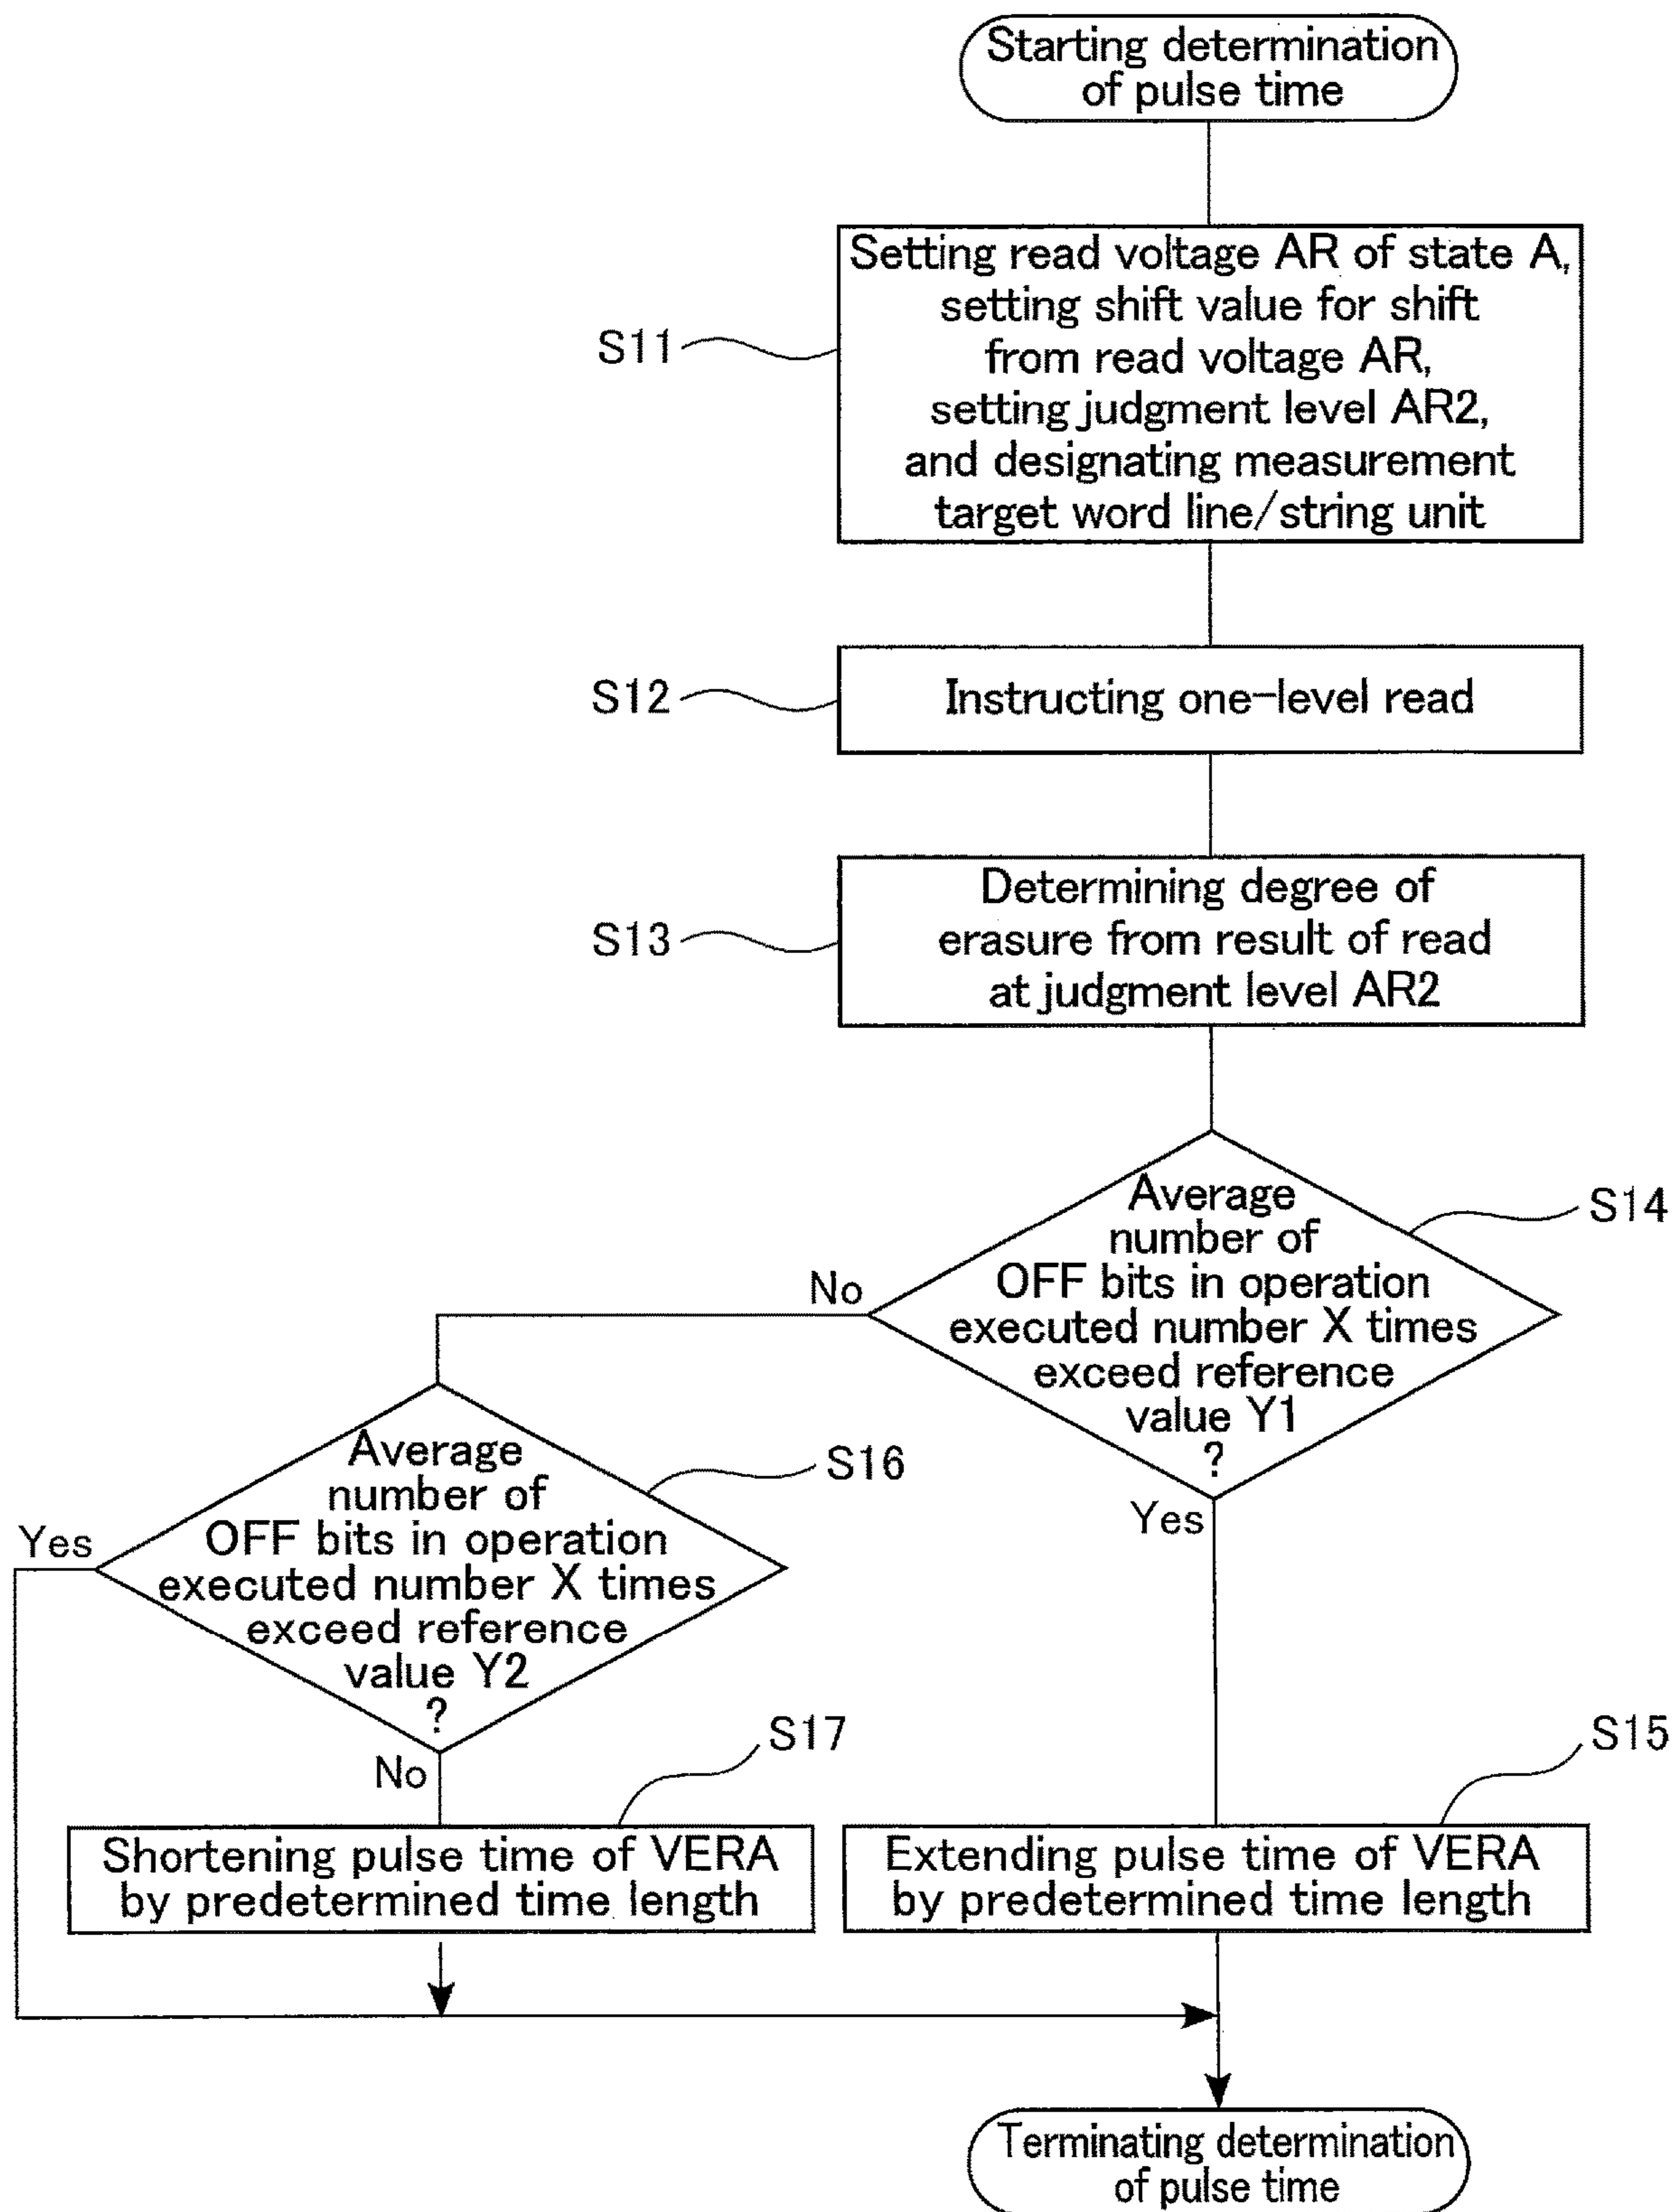 Starting determination
of pulse time
S11
Setting read voltage AR of state A,
setting shift value for shift
from read voltage AR,
setting judgment level AR2,
and designating measurement
target word line/string unit
S12
Instructing one-level read
S13
Determining degree of
erasure from result of read
at judgment level AR2
S14
Average
number of
OFF bits in operation
executed number X times
exceed reference
value Y1
?
No
Yes
S16
Average
number of
OFF bits in operation
executed number X times
exceed reference
value Y2
?
Yes
No
S17
Shortening pulse time of VERA
by predetermined time length
S15
Extending pulse time of VERA
by predetermined time length
Terminating determination
of pulse time